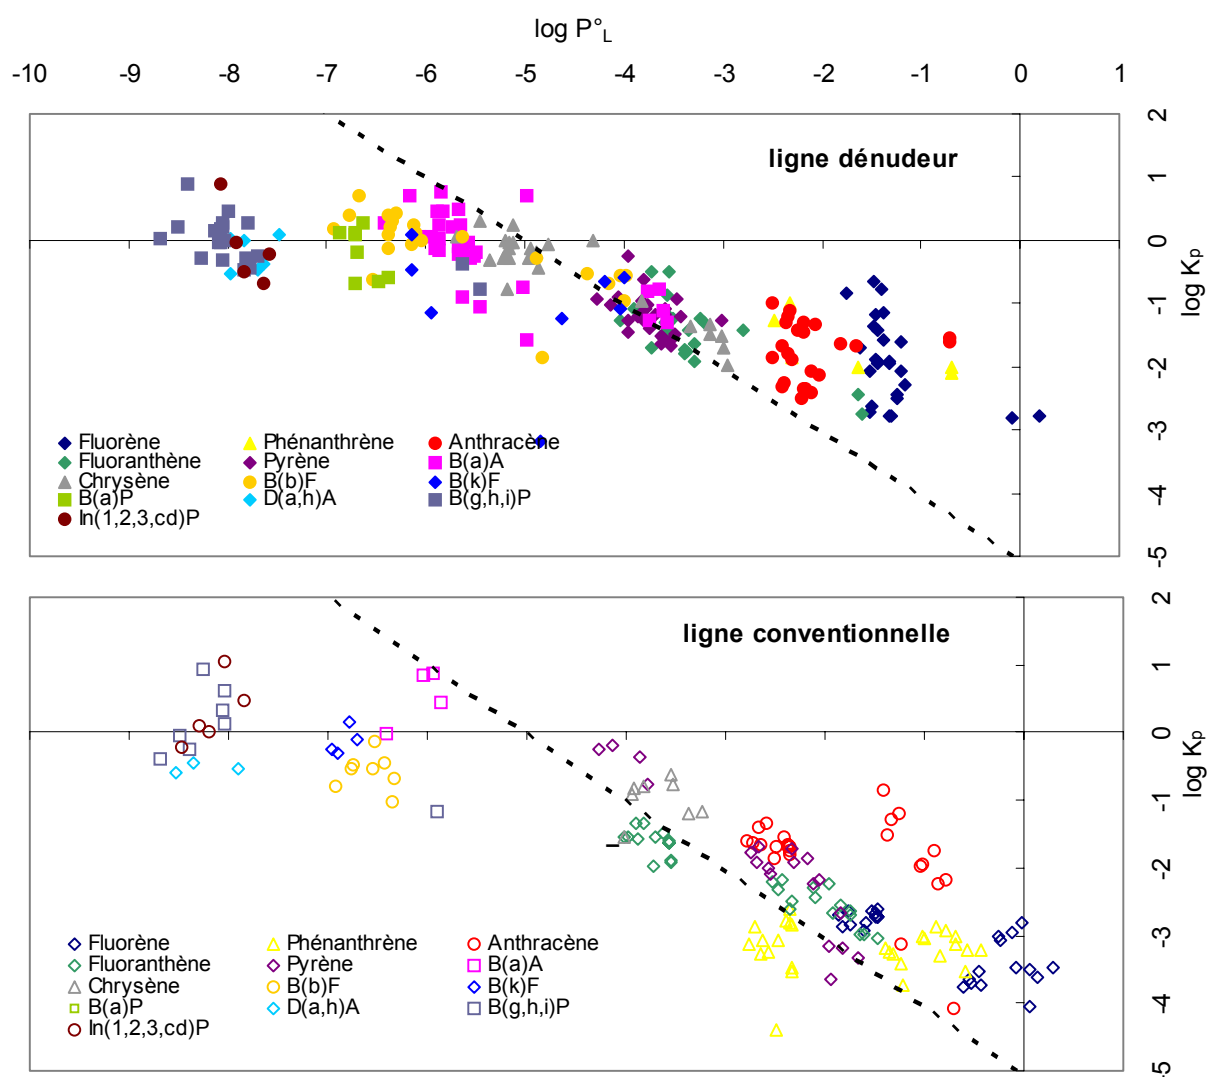 log P°L
-10 -9 -8 -7 -6 -5 -4 -3 -2 -1 0 1
ligne dénudeur
2
1
0
-1
-2
-3
-4
-5
log Kp
Fluorène Phénanthrène Anthracène
Fluoranthène Pyrène B(a)A
Chrysène B(b)F B(k)F
B(a)P D(a,h)A B(g,h,i)P
In(1,2,3,cd)P
ligne conventionnelle
2
1
0
-1
-2
-3
-4
-5
log Kp
Fluorène Phénanthrène Anthracène
Fluoranthène Pyrène B(a)A
Chrysène B(b)F B(k)F
B(a)P D(a,h)A B(g,h,i)P
In(1,2,3,cd)P